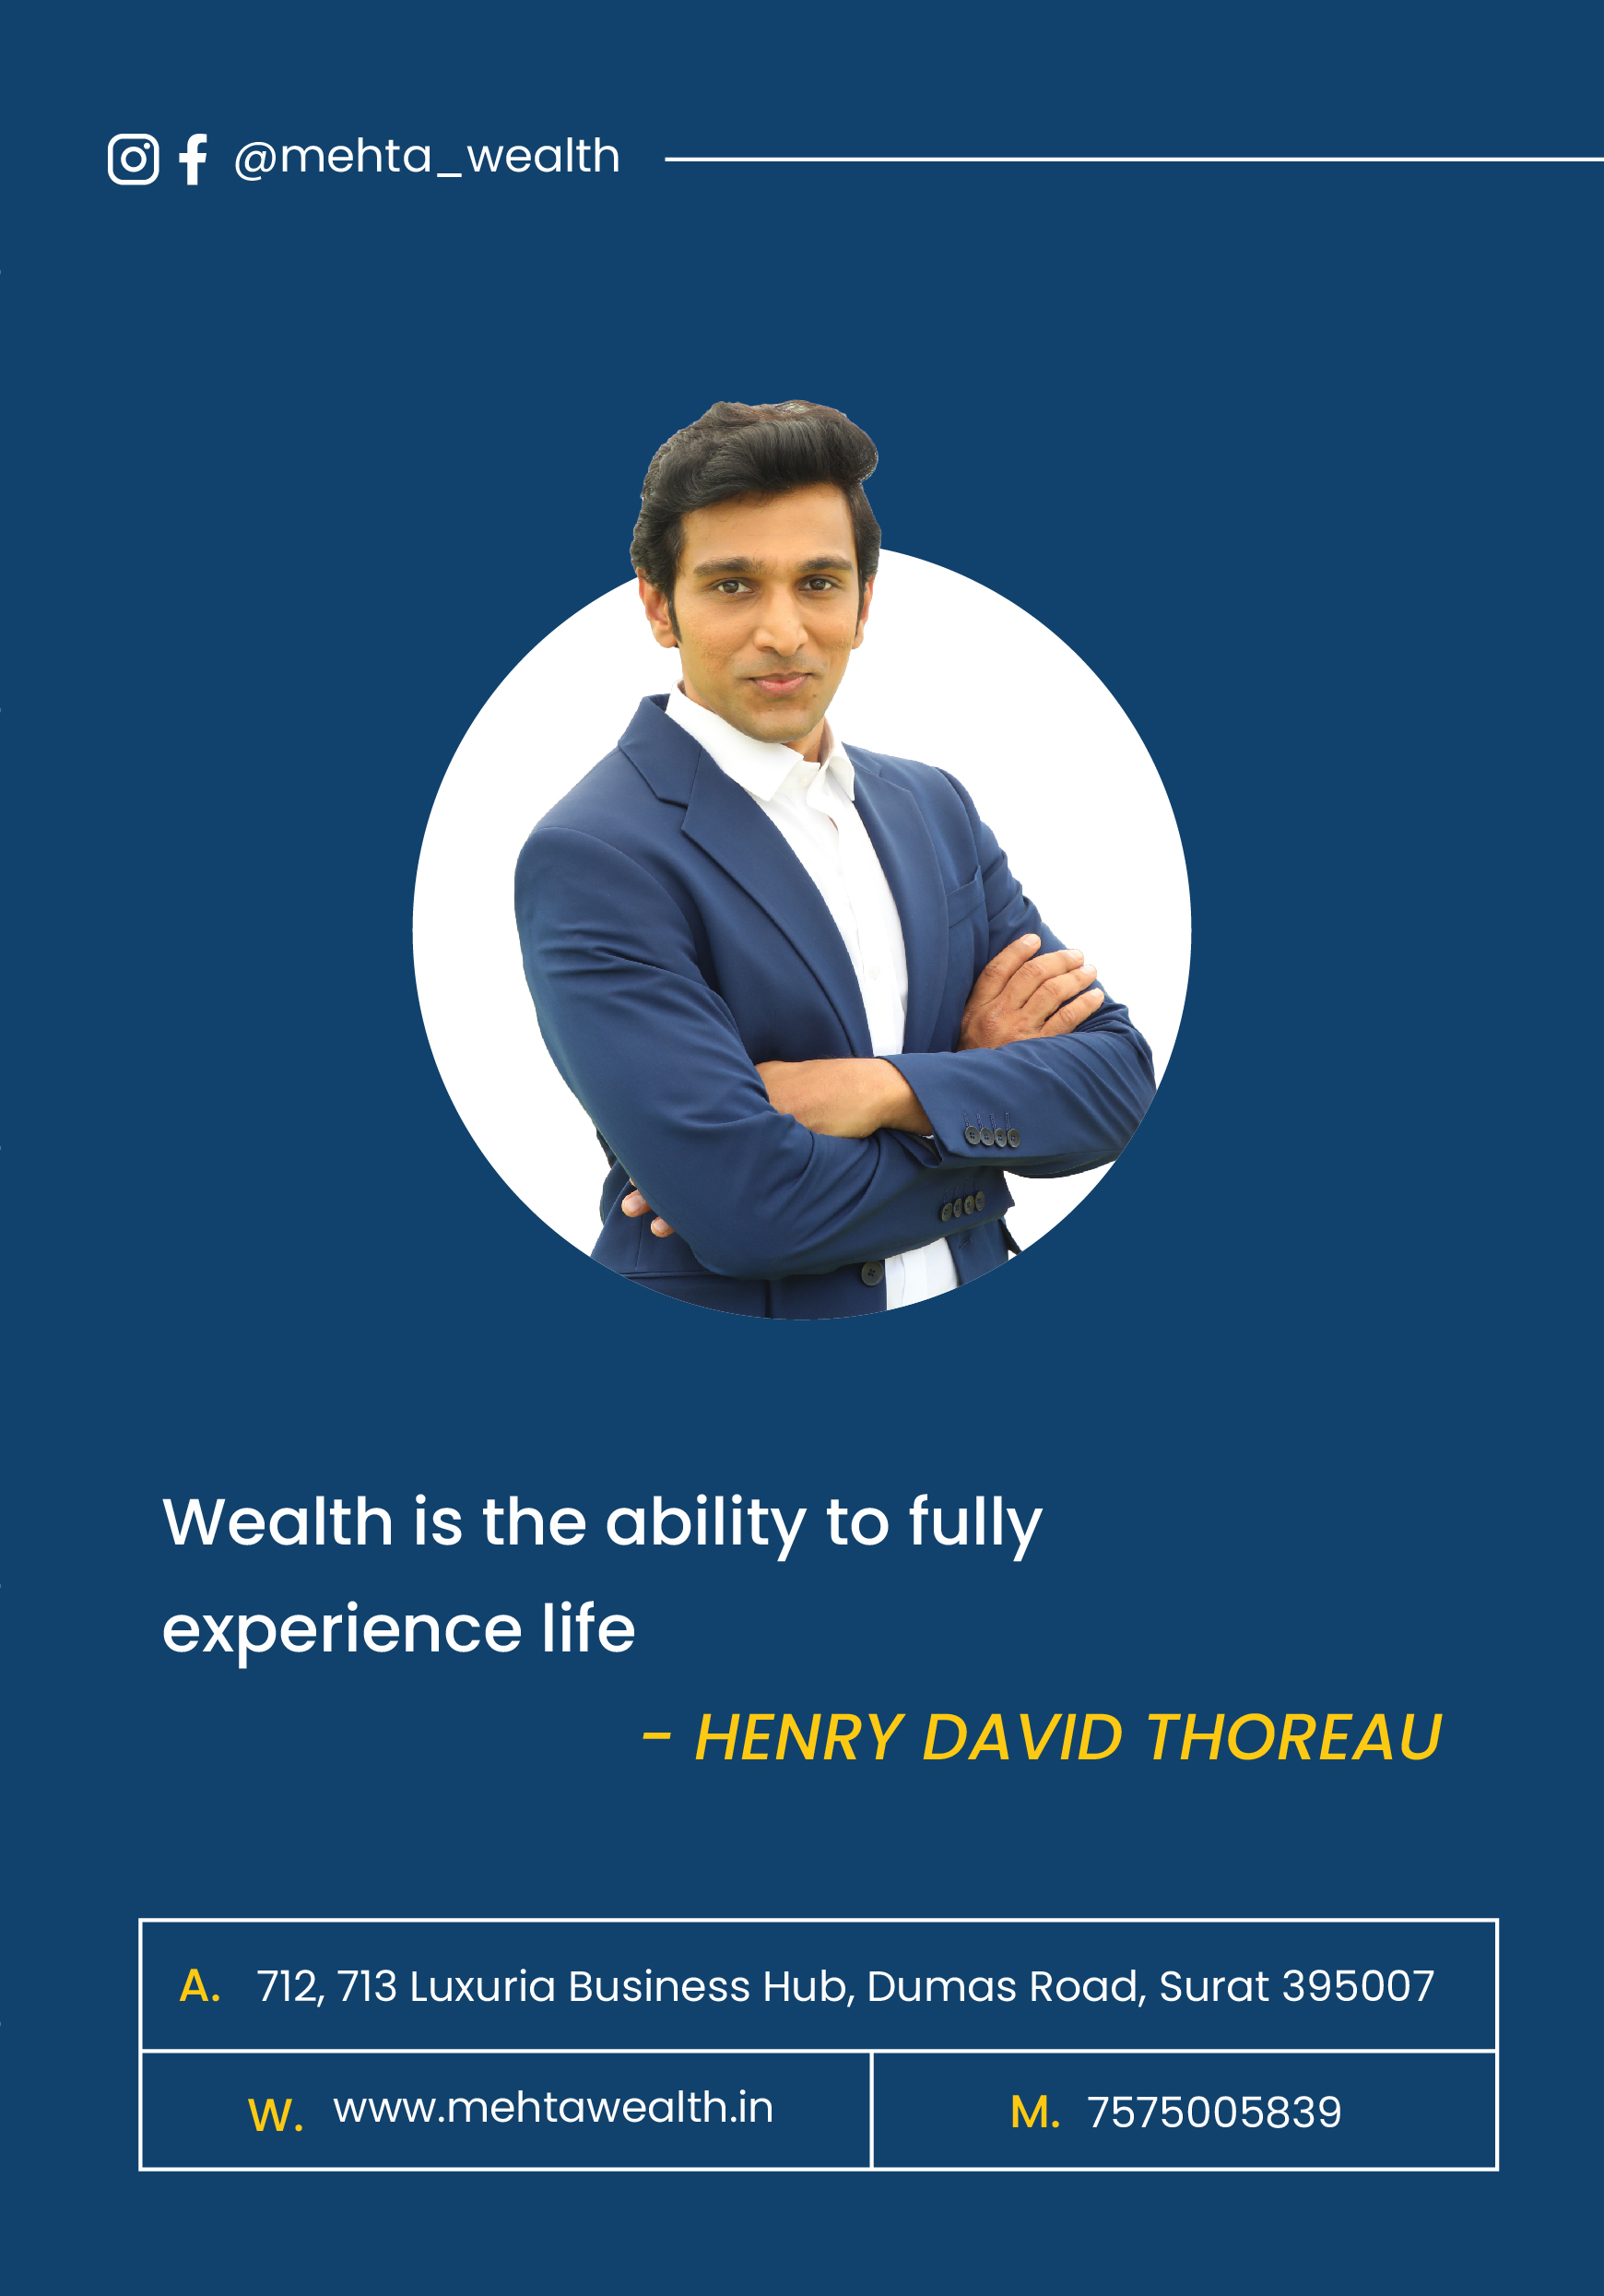 @mehta_wealth
Wealth is the ability to fully
experience life
- HENRY DAVID THOREAU
A. 712, 713 Luxuria Business Hub, Dumas Road, Surat 395007
W. www.mehtawealth.in
M. 7575005839